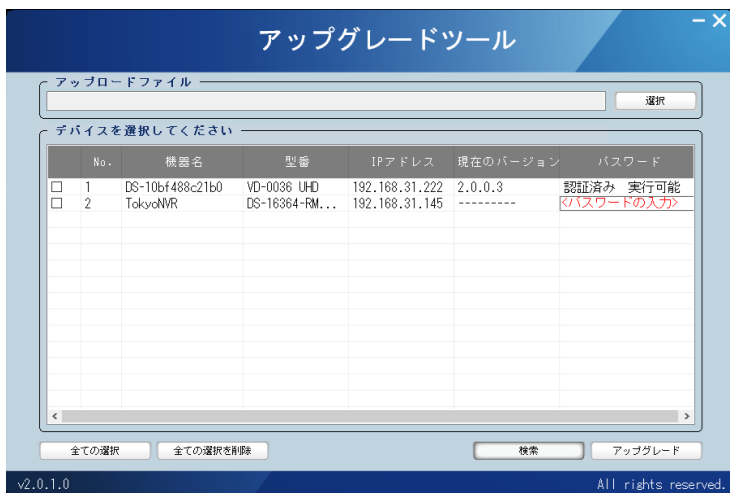 アップグレードツール
アップロードファイル
選択
デバイスを選択してください
No. 機器名 型番 IPアドレス 現在のバージョン パスワード
1 DS-10bf488c21b0 VD-0036 UHD 192.168.31.222 2.0.0.3 認証済み 実行可能
2 TokyoNVR DS-16364-RM... 192.168.31.145 --------- <パスワードの入力>
全ての選択 全ての選択を削除 検索 アップグレード
v2.0.1.0 All rights reserved.